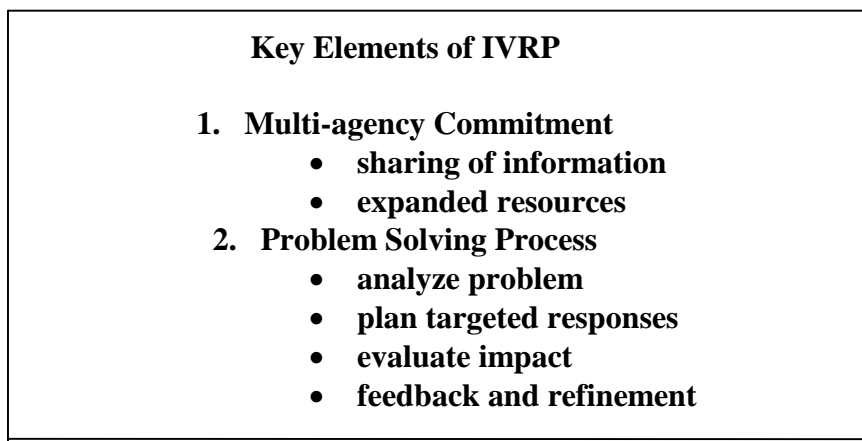 Key Elements of IVRP
1. Multi-agency Commitment
• sharing of information
• expanded resources
2. Problem Solving Process
• analyze problem
• plan targeted responses
• evaluate impact
• feedback and refinement